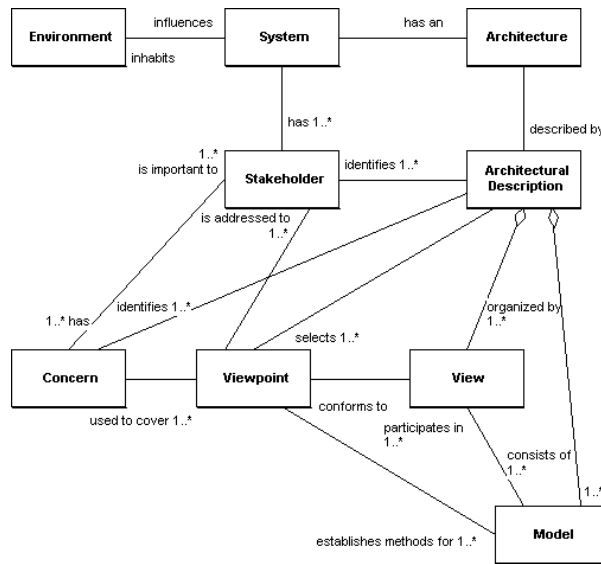 influences
has an
Environment
System
Architecture
inhabits
has 1..*
described by
1..*
is important to
Stakeholder
identifies 1..*
Architectural
Description
is addressed to
1..*
identifies 1..*
organized by
1..*
1..* has
selects 1..*
Concern
Viewpoint
View
used to cover 1..*
conforms to
participates in
1..*
consists of
1..*
1..*
establishes methods for 1..*
Model